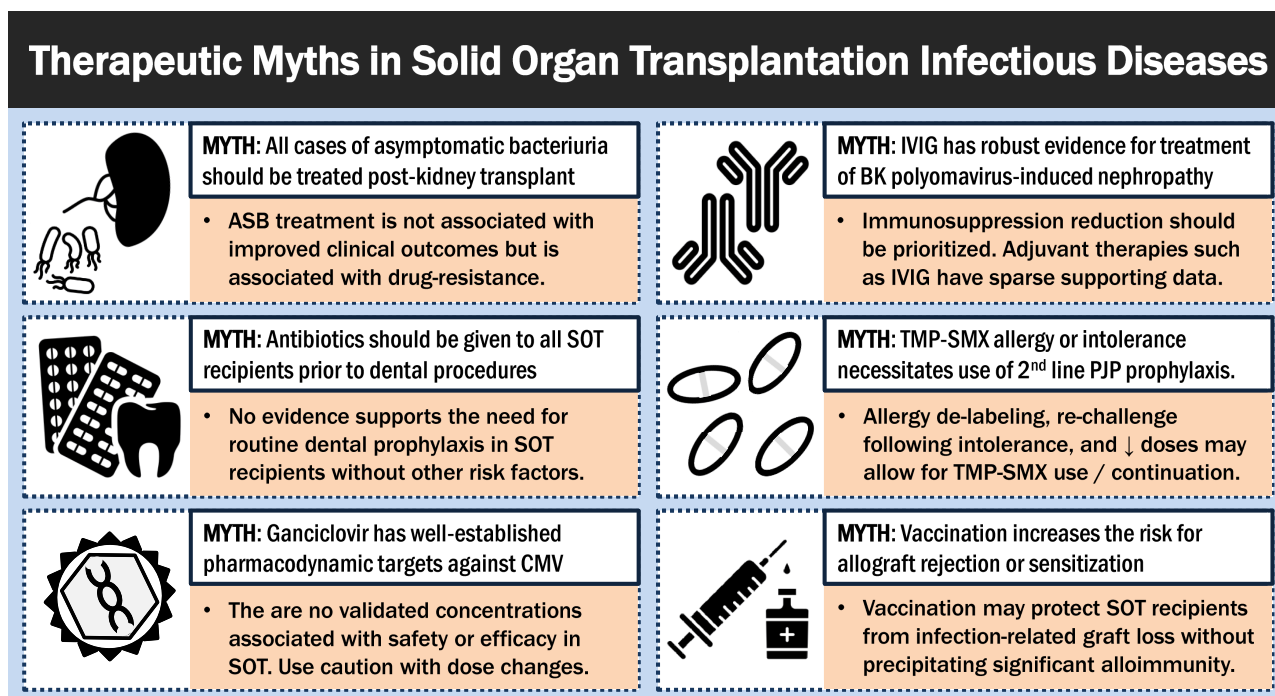 Therapeutic Myths in Solid Organ Transplantation Infectious Diseases
MYTH: All cases of asymptomatic bacteriuria
should be treated post-kidney transplant
• ASB treatment is not associated with
improved clinical outcomes but is
associated with drug-resistance.
MYTH: IVIG has robust evidence for treatment
of BK polyomavirus-induced nephropathy
• Immunosuppression reduction should
be prioritized. Adjuvant therapies such
as IVIG have sparse supporting data.
MYTH: Antibiotics should be given to all SOT
recipients prior to dental procedures
• No evidence supports the need for
routine dental prophylaxis in SOT
recipients without other risk factors.
MYTH: TMP-SMX allergy or intolerance
necessitates use of 2nd line PJP prophylaxis.
• Allergy de-labeling, re-challenge
following intolerance, and ↓ doses may
allow for TMP-SMX use / continuation.
MYTH: Ganciclovir has well-established
pharmacodynamic targets against CMV
• The are no validated concentrations
associated with safety or efficacy in
SOT. Use caution with dose changes.
MYTH: Vaccination increases the risk for
allograft rejection or sensitization
• Vaccination may protect SOT recipients
from infection-related graft loss without
precipitating significant alloimmunity.